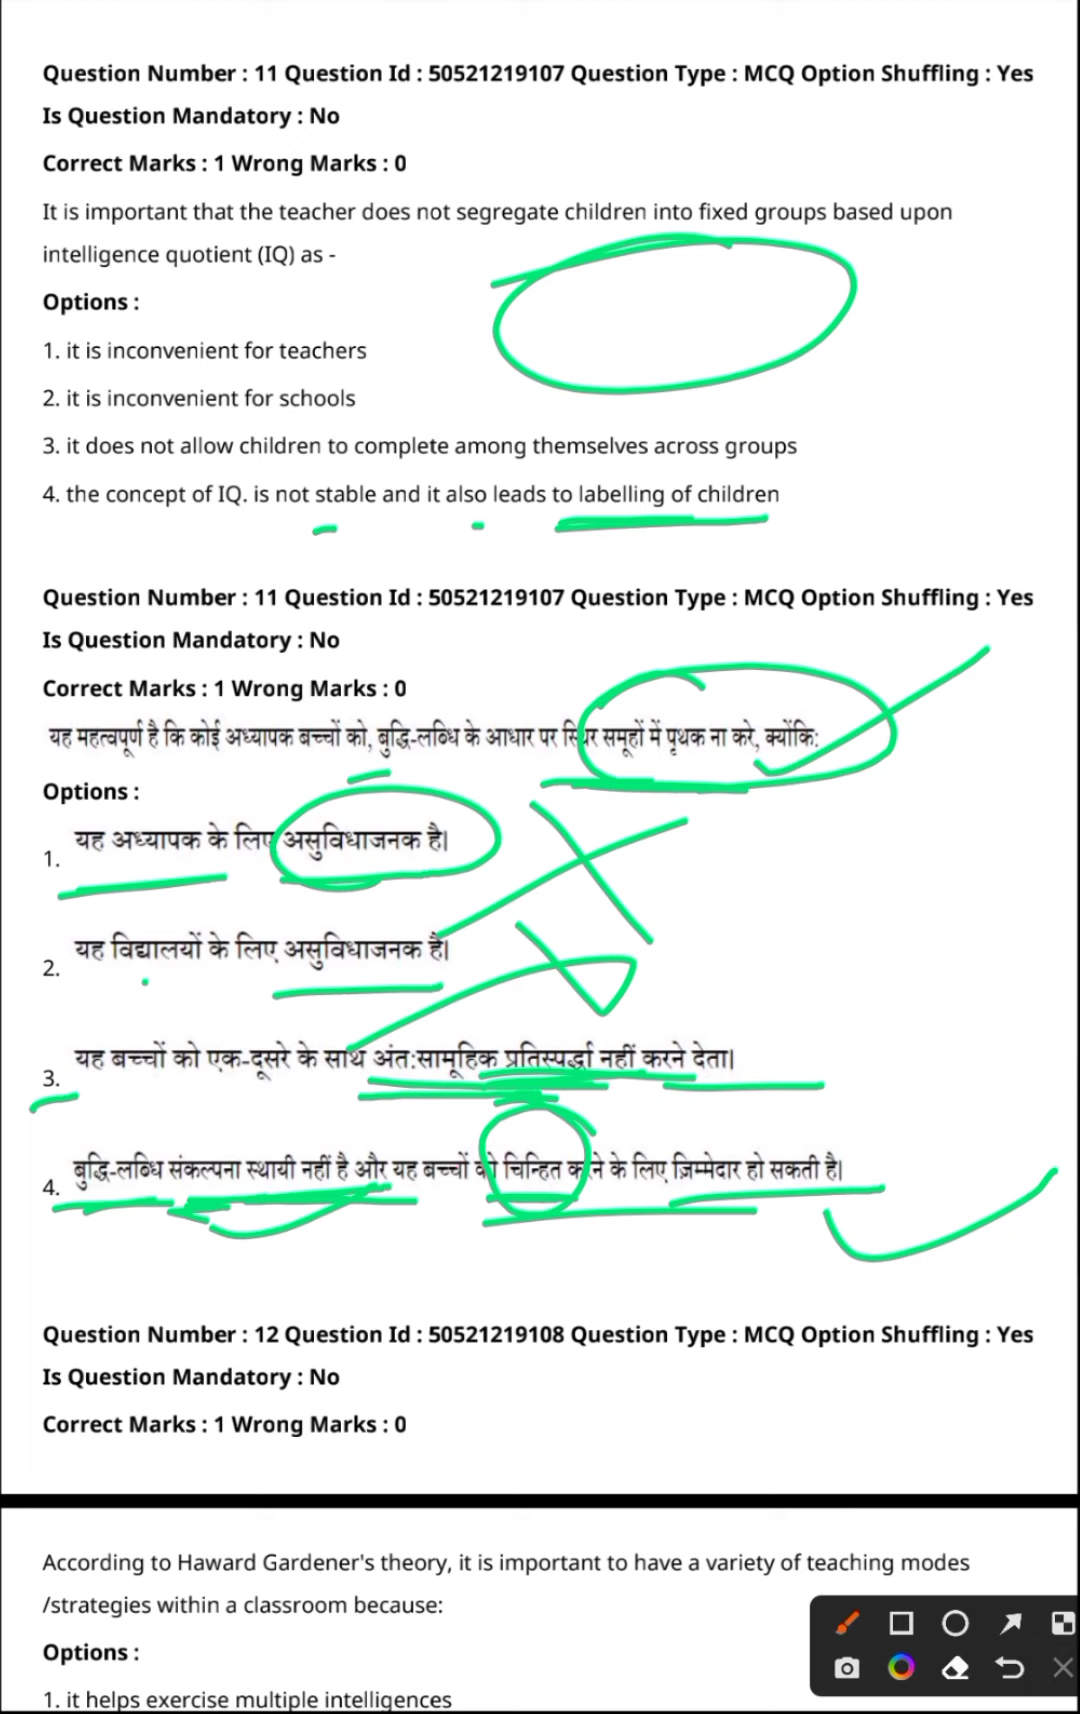 Question Number : 11 Question Id : 50521219107 Question Type : MCQ Option Shuffling : Yes
Is Question Mandatory : No
Correct Marks : 1 Wrong Marks : 0
It is important that the teacher does not segregate children into fixed groups based upon
intelligence quotient (IQ) as -
Options :
1. it is inconvenient for teachers
2. it is inconvenient for schools
3. it does not allow children to complete among themselves across groups
4. the concept of IQ. is not stable and it also leads to labelling of children
Question Number : 11 Question Id : 50521219107 Question Type : MCQ Option Shuffling : Yes
Is Question Mandatory : No
Correct Marks : 1 Wrong Marks : 0
यह महत्वपूर्ण है कि कोई अध्यापक बच्चों को, बुद्धि-लब्धि के आधार पर स्थिर समूहों में पृथक ना करे, क्योंकि:
Options :
1. यह अध्यापक के लिए असुविधाजनक है।
2. यह विद्यालयों के लिए असुविधाजनक है।
3. यह बच्चों को एक-दूसरे के साथ अंत:सामूहिक प्रतिस्पर्द्धा नहीं करने देता।
4. बुद्धि-लब्धि संकल्पना स्थायी नहीं है और यह बच्चों को चिन्हित करने के लिए ज़िम्मेदार हो सकती है।
Question Number : 12 Question Id : 50521219108 Question Type : MCQ Option Shuffling : Yes
Is Question Mandatory : No
Correct Marks : 1 Wrong Marks : 0
According to Haward Gardener's theory, it is important to have a variety of teaching modes
/strategies within a classroom because:
Options :
1. it helps exercise multiple intelligences